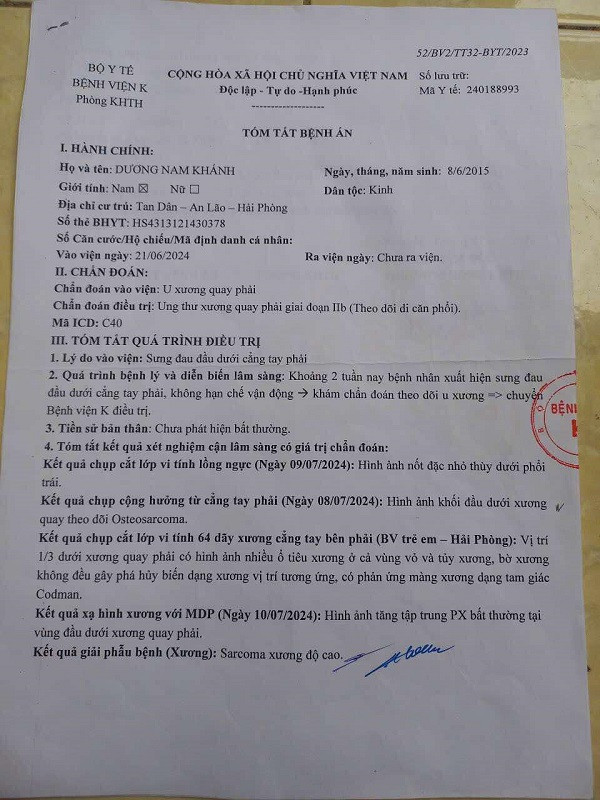 52/BV2/TT32-BYT/2023
BỘ Y TẾ
BỆNH VIỆN K
Phòng KHTH
CỘNG HÒA XÃ HỘI CHỦ NGHĨA VIỆT NAM
Độc lập - Tự do -Hạnh phúc
-------------------
Số lưu trữ:
Mã Y tế: 240188993
TÓM TẮT BỆNH ÁN
I. HÀNH CHÍNH:
Họ và tên: DƯƠNG NAM KHÁNH Ngày, tháng, năm sinh: 8/6/2015
Giới tính: Nam ☒ Nữ ☐ Dân tộc: Kinh
Địa chỉ cư trú: Tan Dân – An Lão – Hải Phòng
Số thẻ BHYT: HS4313121430378
Số Căn cước/Hộ chiếu/Mã định danh cá nhân:
Vào viện ngày: 21/06/2024 Ra viện ngày: Chưa ra viện.
II. CHẨN ĐOÁN:
Chẩn đoán vào viện: U xương quay phải
Chẩn đoán điều trị: Ung thư xương quay phải giai đoạn IIb (Theo dõi di căn phổi).
Mã ICD: C40
III. TÓM TẮT QUÁ TRÌNH ĐIỀU TRỊ
1. Lý do vào viện: Sưng đau đầu dưới cẳng tay phải
2. Quá trình bệnh lý và diễn biến lâm sàng: Khoảng 2 tuần nay bệnh nhân xuất hiện sưng đau
đầu dưới cẳng tay phải, không hạn chế vận động → khám chẩn đoán theo dõi u xương => chuyển
Bệnh viện K điều trị.
3. Tiền sử bản thân: Chưa phát hiện bất thường.
4. Tóm tắt kết quả xét nghiệm cận lâm sàng có giá trị chẩn đoán:
Kết quả chụp cắt lớp vi tính lồng ngực (Ngày 09/07/2024): Hình ảnh nốt đặc nhỏ thùy dưới phổi
trái.
Kết quả chụp cộng hưởng từ cẳng tay phải (Ngày 08/07/2024): Hình ảnh khối đầu dưới xương
quay theo dõi Osteosarcoma.
Kết quả chụp cắt lớp vi tính 64 dãy xương cẳng tay bên phải (BV trẻ em – Hải Phòng): Vị trí
1/3 dưới xương quay phải có hình ảnh nhiều ổ tiêu xương ở cả vùng vỏ và tủy xương, bờ xương
không đều gây phá hủy biến dạng xương vị trí tương ứng, có phản ứng màng xương dạng tam giác
Codman.
Kết quả xạ hình xương với MDP (Ngày 10/07/2024): Hình ảnh tăng tập trung PX bất thường tại
vùng đầu dưới xương quay phải.
Kết quả giải phẫu bệnh (Xương): Sarcoma xương độ cao.
BỆNH